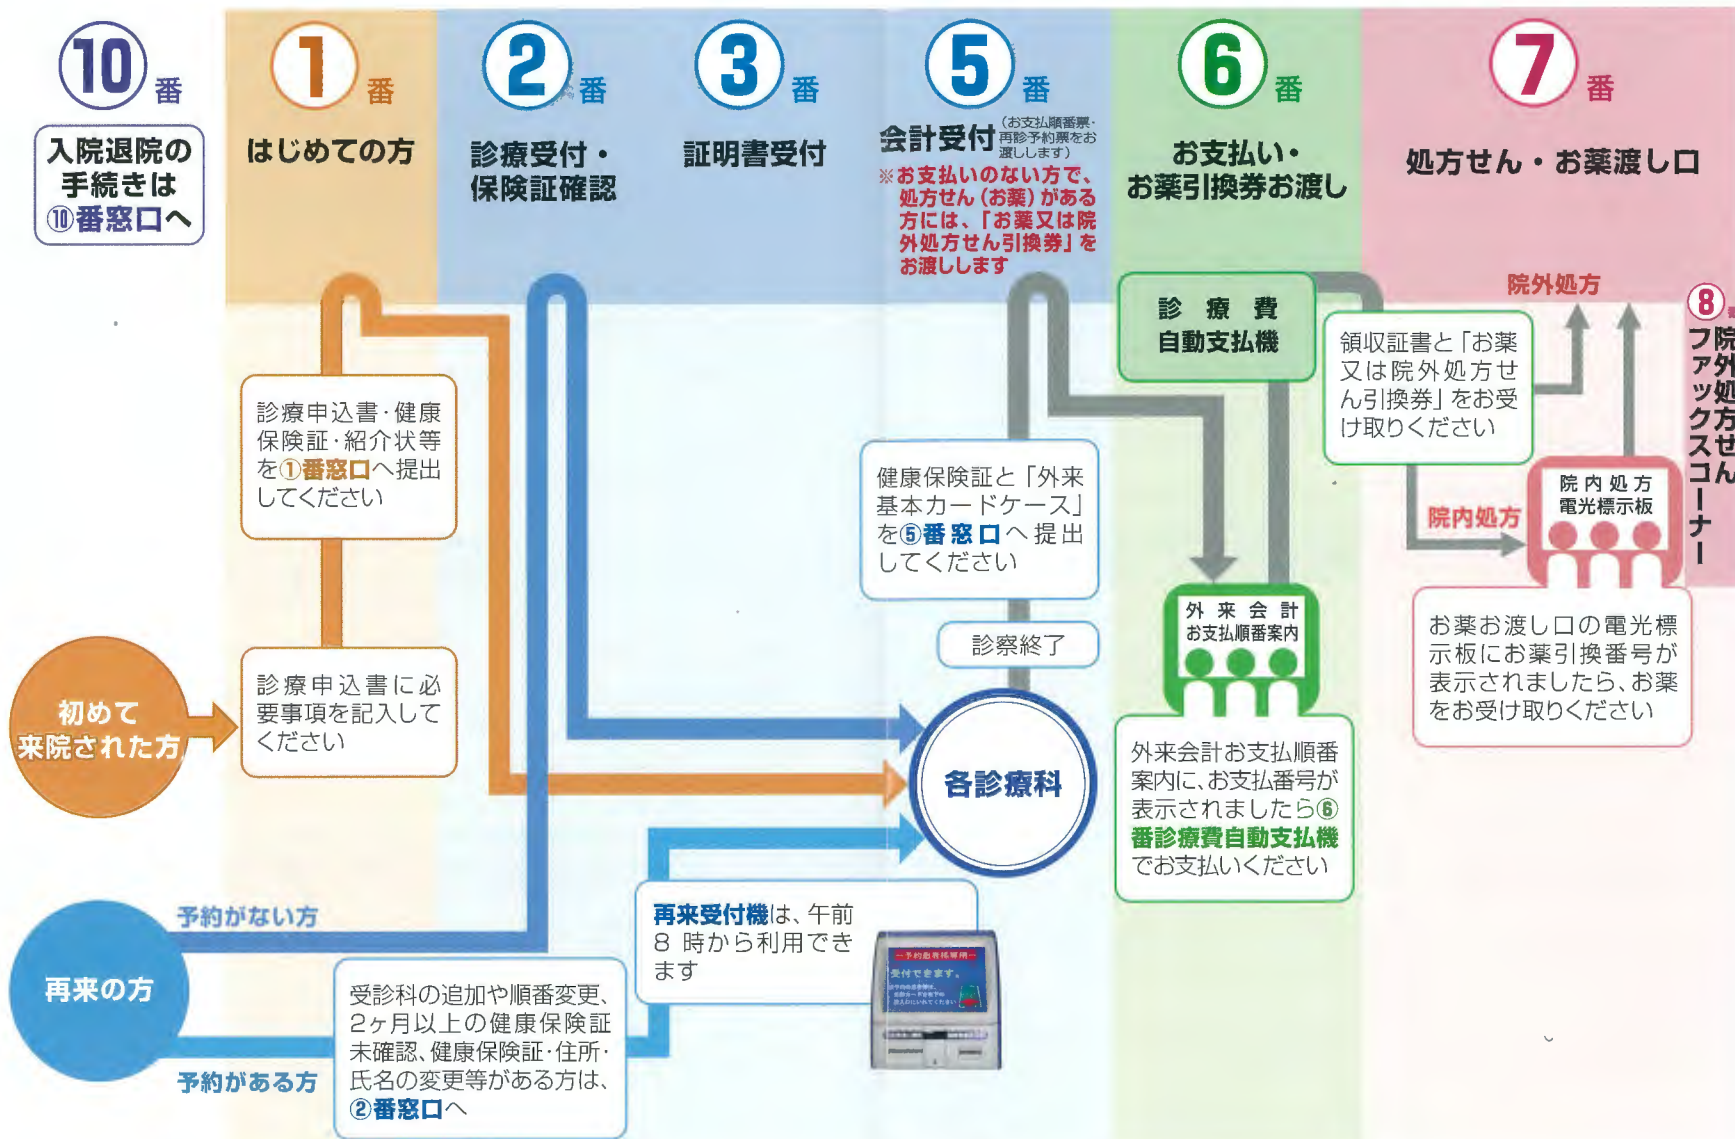 10番
入院退院の
手続きは
⑩番窓口へ
1番
はじめての方
2番
診療受付・
保険証確認
3番
証明書受付
5番
会計受付
(お支払順番票・
再診予約票をお
渡しします)
※お支払いのない方で、
処方せん(お薬)がある
方には、「お薬又は院
外処方せん引換券」を
お渡しします
6番
お支払い・
お薬引換券お渡し
7番
処方せん・お薬渡し口
8番
院外処方せん
ファックスコーナー
診療費
自動支払機
領収証書と「お薬
又は院外処方せ
ん引換券」をお受
け取りください
院外処方
院内処方
院内処方
電光標示板
お薬お渡し口の電光標
示板にお薬引換番号が
表示されましたら、お薬
をお受け取りください
診療申込書・健康
保険証・紹介状等
を①番窓口へ提出
してください
健康保険証と「外来
基本カードケース」
を⑤番窓口へ提出
してください
診察終了
外来会計
お支払順番案内
外来会計お支払順番
案内に、お支払番号が
表示されましたら⑥
番診療費自動支払機
でお支払いください
初めて
来院された方
診療申込書に必
要事項を記入して
ください
各診療科
再来の方
予約がない方
予約がある方
受診科の追加や順番変更、
2ヶ月以上の健康保険証
未確認、健康保険証・住所・
氏名の変更等がある方は、
②番窓口へ
再来受付機は、午前
8 時から利用でき
ます
受付できます。